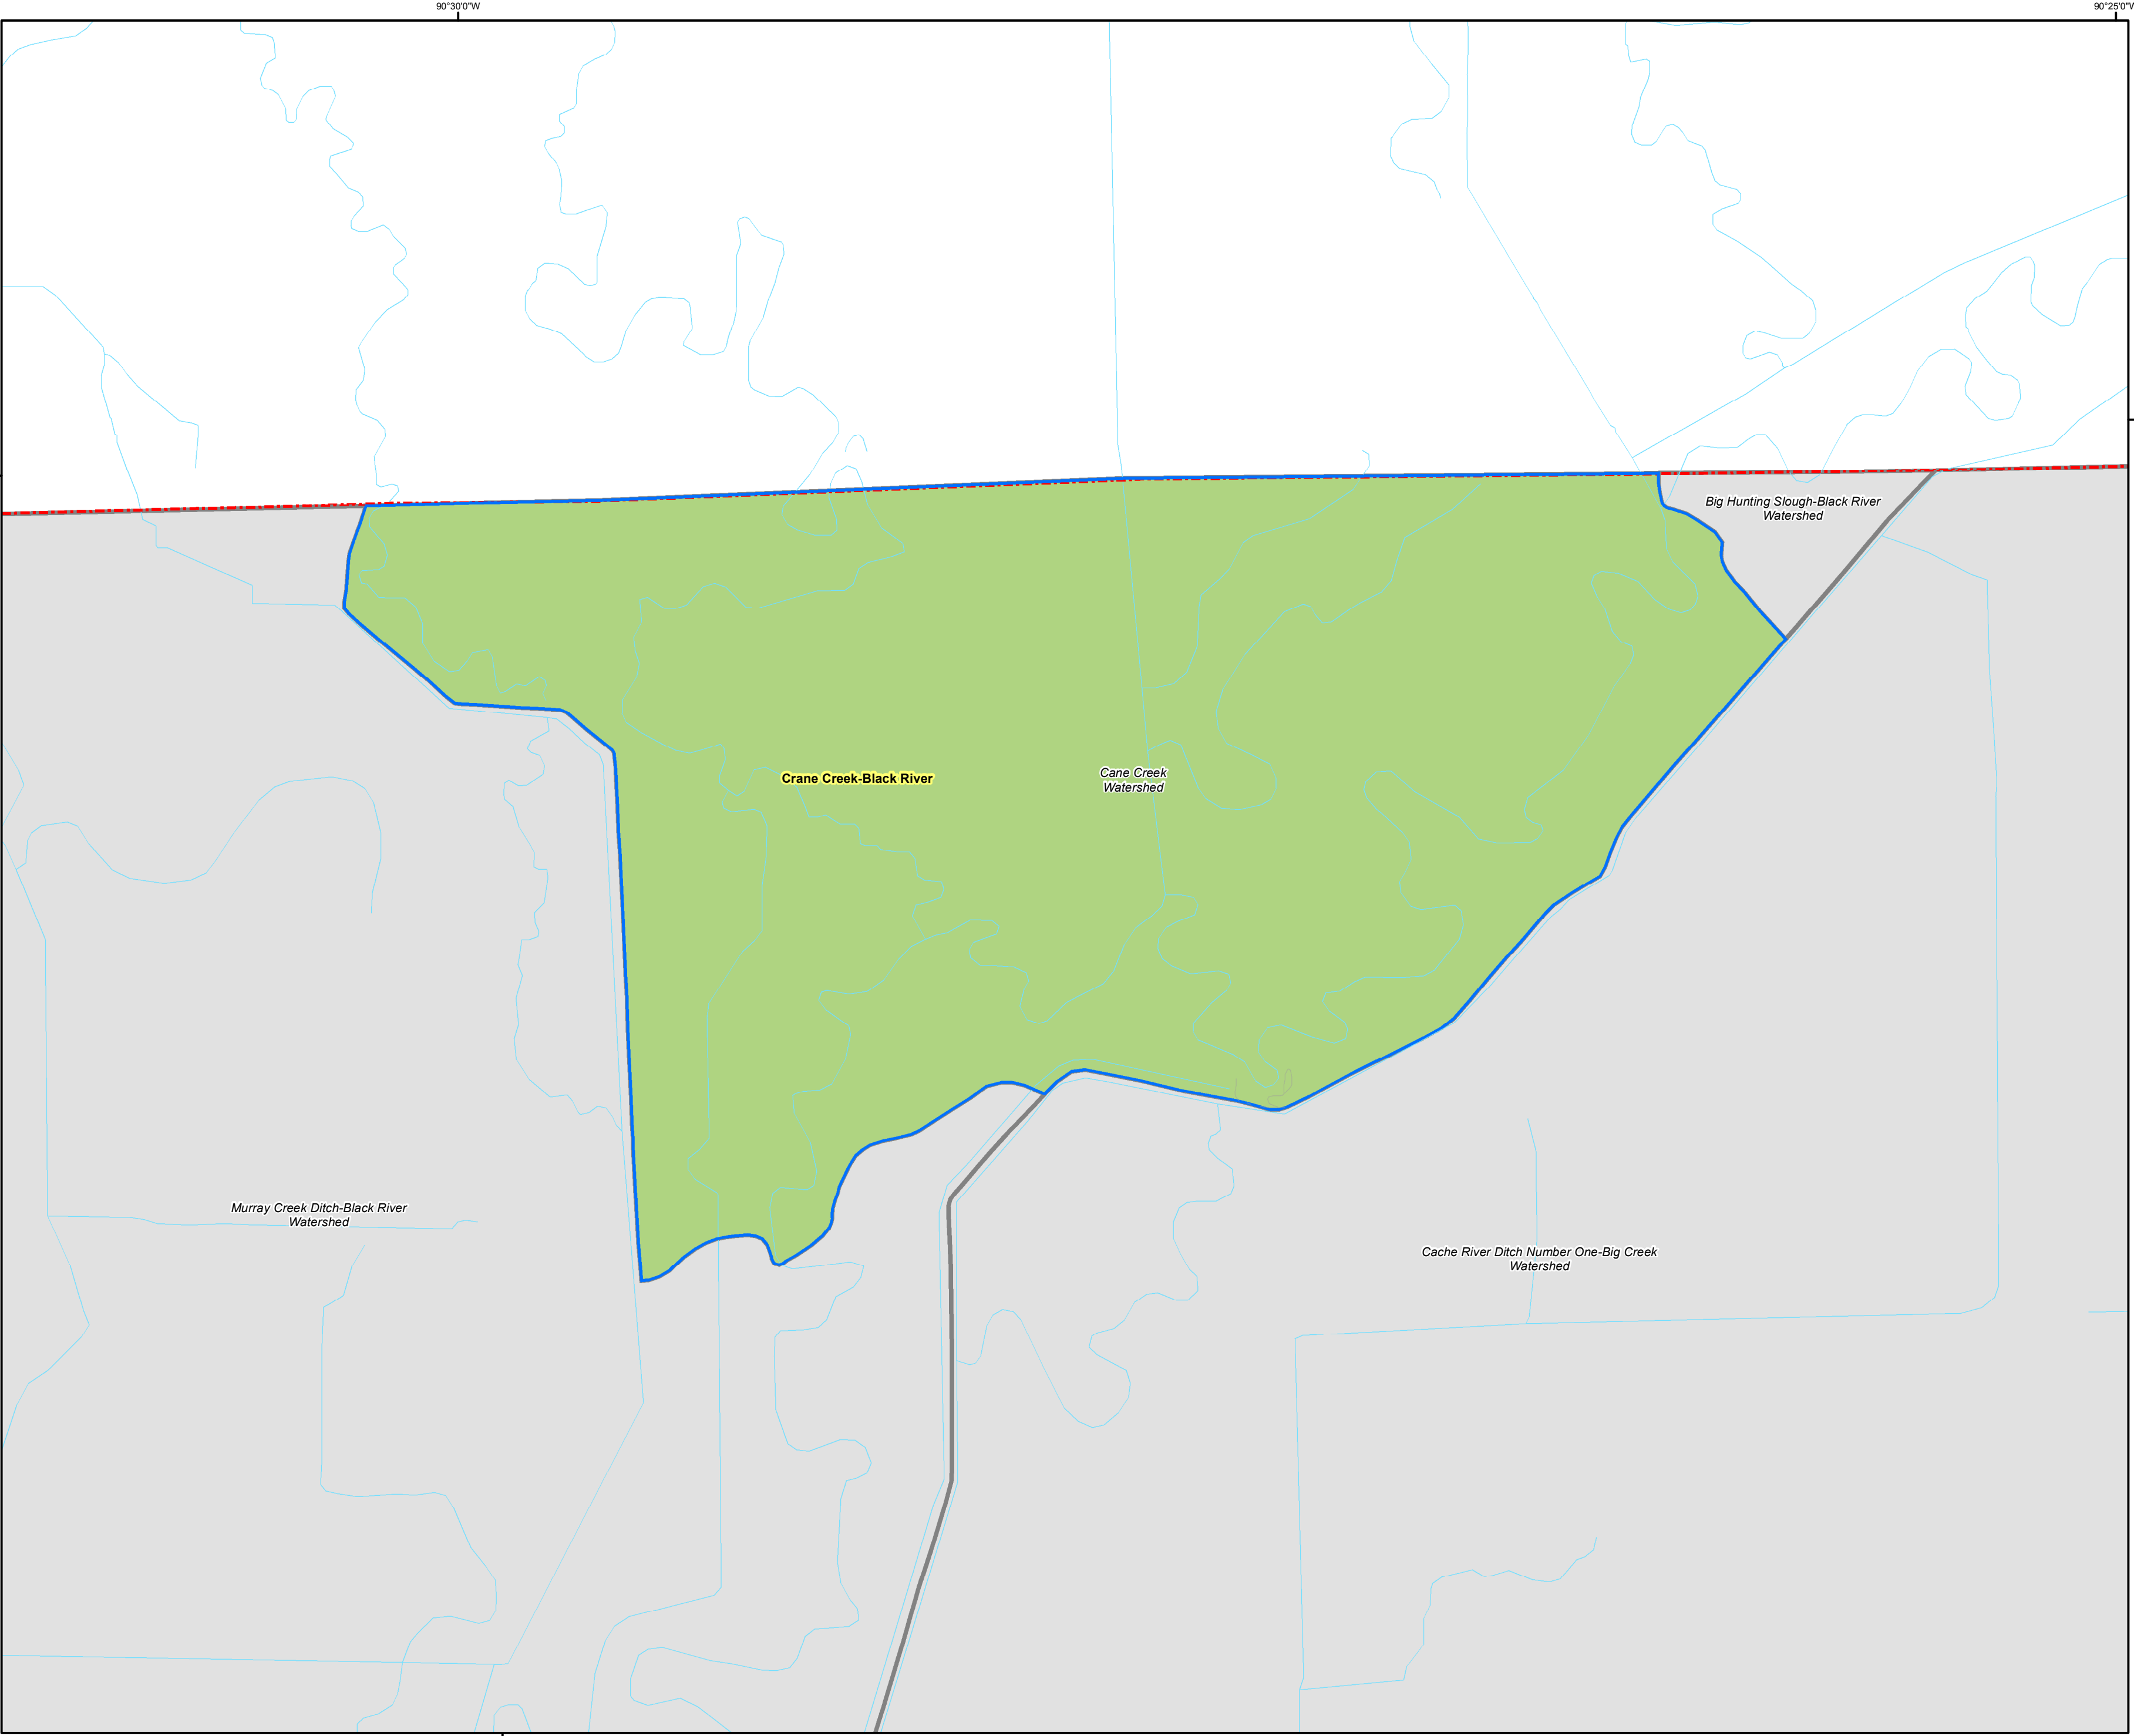 90°30'0"W
90°25'0"W
Big Hunting Slough-Black River
Watershed
Crane Creek-Black River
Cane Creek
Watershed
Murray Creek Ditch-Black River
Watershed
Cache River Ditch Number One-Big Creek
Watershed